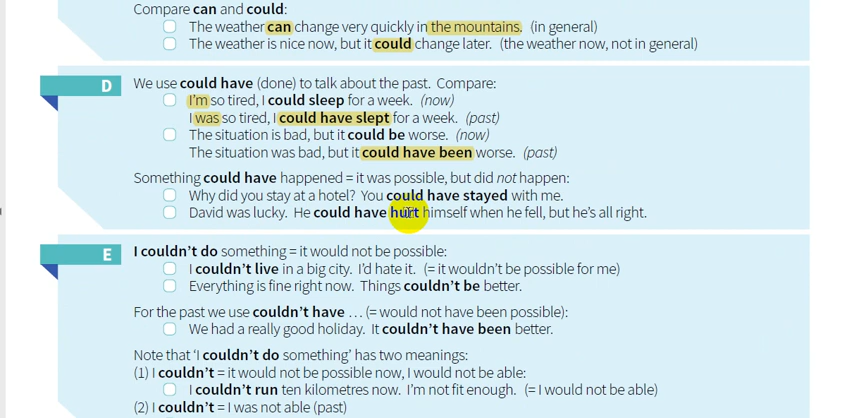 Compare can and could:
The weather can change very quickly in the mountains. (in general)
The weather is nice now, but it could change later. (the weather now, not in general)
D
We use could have (done) to talk about the past. Compare:
I'm so tired, I could sleep for a week. (now)
I was so tired, I could have slept for a week. (past)
The situation is bad, but it could be worse. (now)
The situation was bad, but it could have been worse. (past)
Something could have happened = it was possible, but did not happen:
Why did you stay at a hotel? You could have stayed with me.
David was lucky. He could have hurt himself when he fell, but he's all right.
E
I couldn't do something = it would not be possible:
I couldn't live in a big city. I'd hate it. (= it wouldn't be possible for me)
Everything is fine right now. Things couldn't be better.
For the past we use couldn't have ... (= would not have been possible):
We had a really good holiday. It couldn't have been better.
Note that 'I couldn't do something' has two meanings:
(1) I couldn't = it would not be possible now, I would not be able:
I couldn't run ten kilometres now. I'm not fit enough. (= I would not be able)
(2) I couldn't = I was not able (past)